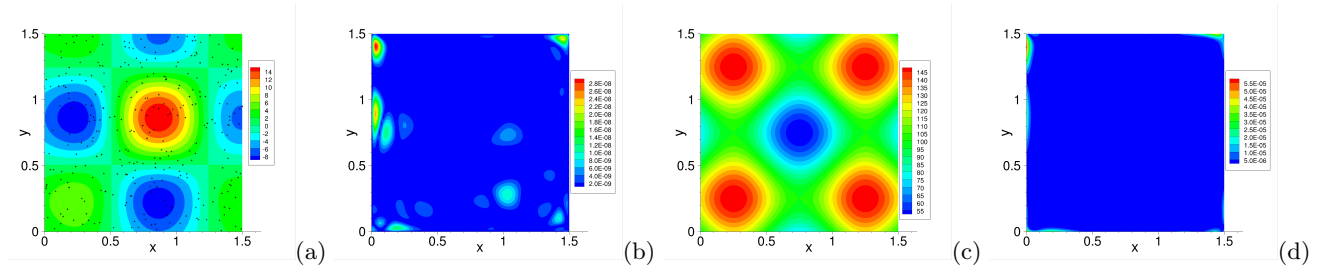 1.5
1
0.5
0
y
0 0.5 1 1.5
x
14
12
10
8
6
4
2
0
-2
-4
-6
-8
(a)
1.5
1
0.5
0
y
0 0.5 1 1.5
x
2.8E-08
2.6E-08
2.4E-08
2.2E-08
2.0E-08
1.8E-08
1.6E-08
1.4E-08
1.2E-08
1.0E-08
8.0E-09
6.0E-09
4.0E-09
2.0E-09
(b)
1.5
1
0.5
0
y
0 0.5 1 1.5
x
145
140
135
130
125
120
115
110
105
100
95
90
85
80
75
70
65
60
55
(c)
1.5
1
0.5
0
y
0 0.5 1 1.5
x
5.5E-05
5.0E-05
4.5E-05
4.0E-05
3.5E-05
3.0E-05
2.5E-05
2.0E-05
1.5E-05
1.0E-05
5.0E-06
(d)